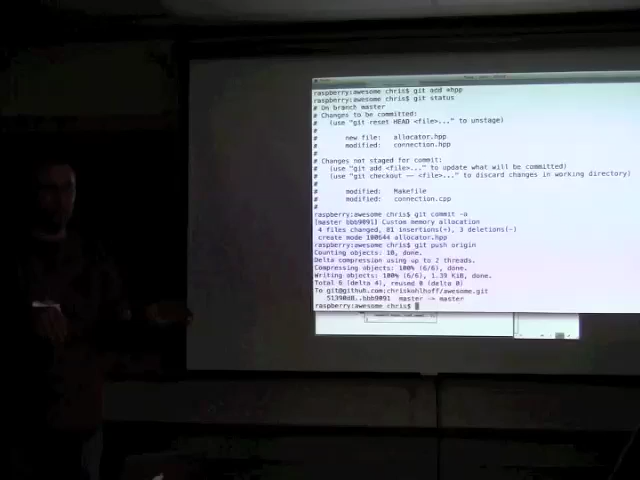 raspberry:awesome chris$ git add *hpp
raspberry:awesome chris$ git status
# On branch master
# Changes to be committed:
#   (use "git reset HEAD <file>..." to unstage)
#
#       new file:   allocator.hpp
#       modified:   connection.hpp
#
# Changes not staged for commit:
#   (use "git add <file>..." to update what will be committed)
#   (use "git checkout -- <file>..." to discard changes in working directory)
#
#       modified:   Makefile
#       modified:   connection.cpp
#
raspberry:awesome chris$ git commit -a
[master bbb9091] Custom memory allocation
 4 files changed, 81 insertions(+), 3 deletions(-)
 create mode 100644 allocator.hpp
raspberry:awesome chris$ git push origin
Counting objects: 10, done.
Delta compression using up to 2 threads.
Compressing objects: 100% (6/6), done.
Writing objects: 100% (6/6), 1.39 KiB, done.
Total 6 (delta 4), reused 0 (delta 0)
To git@github.com:chriskohlhoff/awesome.git
   51390d8..bbb9091  master -> master
raspberry:awesome chris$